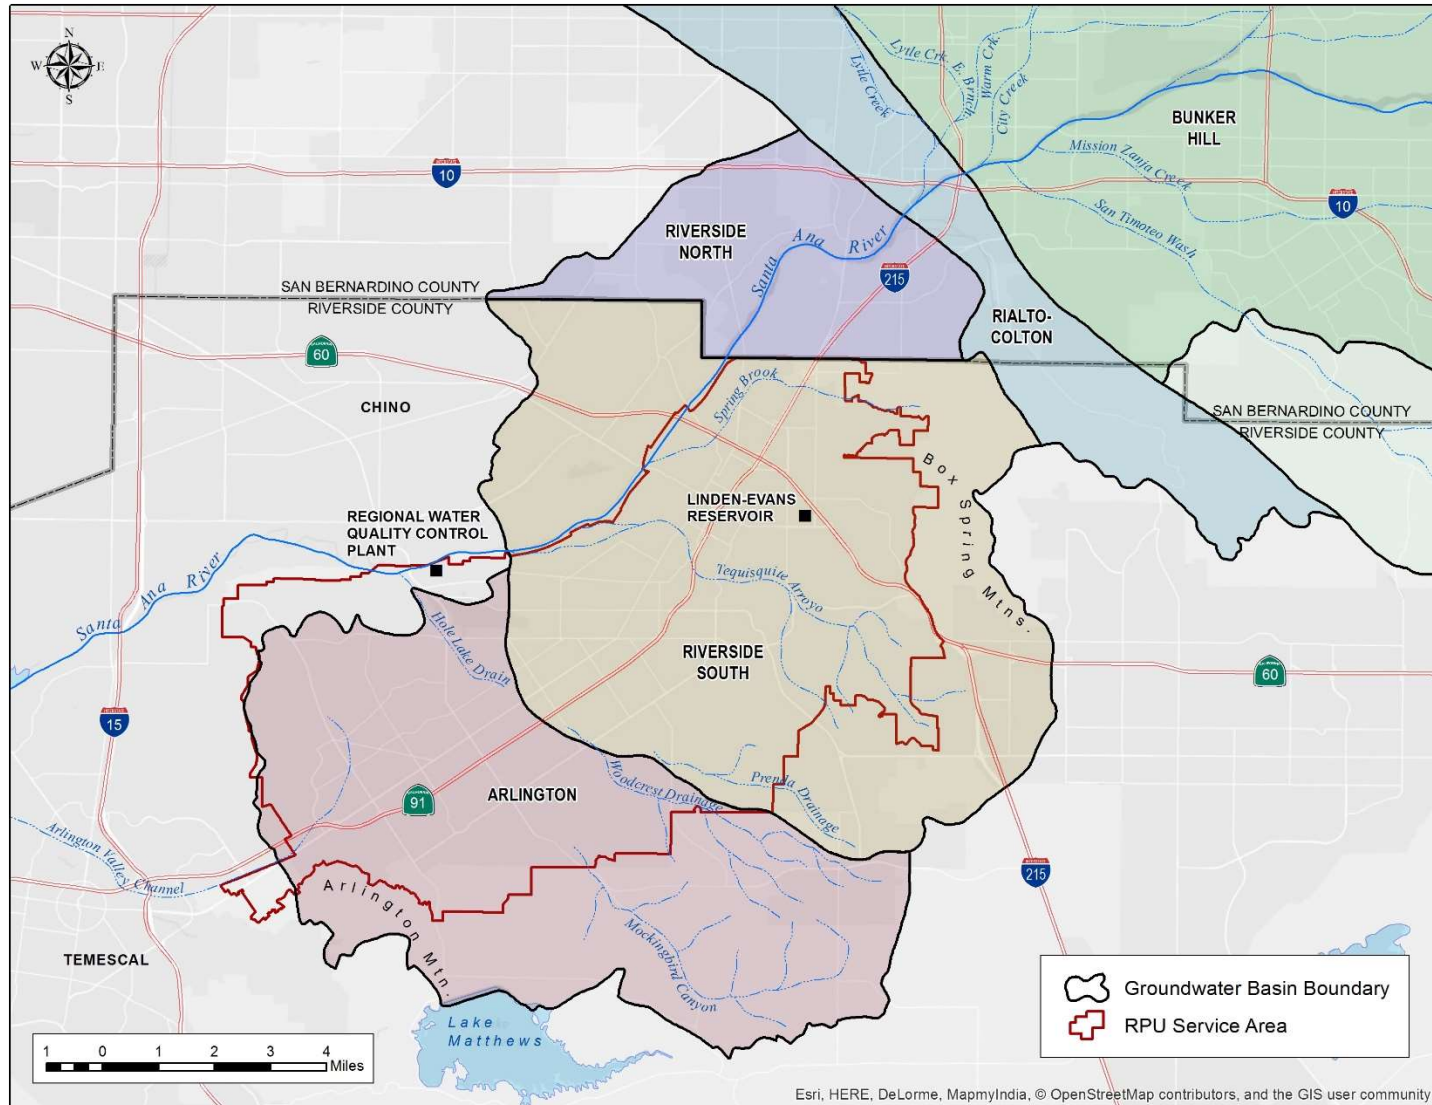 N
W E
S
Lytle Crk. E. Brnch.
Warm Crk.
Lytle Creek
City Creek
BUNKER
HILL
Mission Zanja Creek
10
10
San Timoteo Wash
RIVERSIDE
NORTH
Santa Ana River
215
SAN BERNARDINO COUNTY
RIVERSIDE COUNTY
RIALTO-
COLTON
CALIFORNIA
60
Spring Brook
CHINO
SAN BERNARDINO COUNTY
RIVERSIDE COUNTY
Box Spring Mtns.
LINDEN-EVANS
RESERVOIR
REGIONAL WATER
QUALITY CONTROL
PLANT
Santa Ana River
Tequisquite Arroyo
Hole Lake Drain
RIVERSIDE
SOUTH
60
15
Woodcrest Drainage
Prenda Drainage
ARLINGTON
91
Arlington Valley Channel
215
Arlington Mtn.
Mockingbird Canyon
TEMESCAL
Lake
Matthews
Groundwater Basin Boundary
RPU Service Area
1 0 1 2 3 4
Miles
Esri, HERE, DeLorme, MapmyIndia, © OpenStreetMap contributors, and the GIS user community